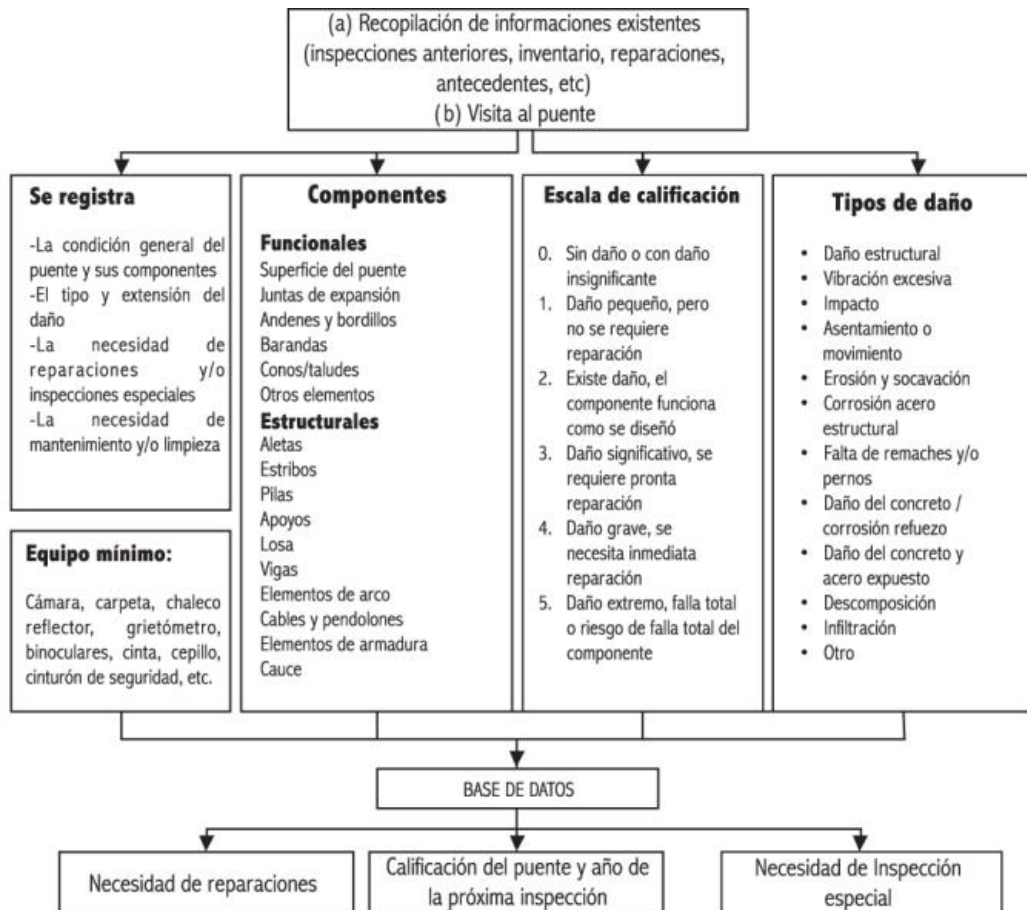 (a) Recopilación de informaciones existentes
(inspecciones anteriores, inventario, reparaciones,
antecedentes, etc)
(b) Visita al puente
Se registra
-La condición general del
puente y sus componentes
-El tipo y extensión del
daño
-La necesidad de
reparaciones y/o
inspecciones especiales
-La necesidad de
mantenimiento y/o limpieza
Equipo mínimo:
Cámara, carpeta, chaleco
reflector, grietómetro,
binoculares, cinta, cepillo,
cinturón de seguridad, etc.
Componentes
Funcionales
Superficie del puente
Juntas de expansión
Andenes y bordillos
Barandas
Conos/taludes
Otros elementos
Estructurales
Aletas
Estribos
Pilas
Apoyos
Losa
Vigas
Elementos de arco
Cables y pendolones
Elementos de armadura
Cauce
Escala de calificación
0. Sin daño o con daño
insignificante
1. Daño pequeño, pero
no se requiere
reparación
2. Existe daño, el
componente funciona
como se diseñó
3. Daño significativo, se
requiere pronta
reparación
4. Daño grave, se
necesita inmediata
reparación
5. Daño extremo, falla total
o riesgo de falla total del
componente
Tipos de daño
• Daño estructural
• Vibración excesiva
• Impacto
• Asentamiento o
movimiento
• Erosión y socavación
• Corrosión acero
estructural
• Falta de remaches y/o
pernos
• Daño del concreto /
corrosión refuezo
• Daño del concreto y
acero expuesto
• Descomposición
• Infiltración
• Otro
BASE DE DATOS
Necesidad de reparaciones
Calificación del puente y año de
la próxima inspección
Necesidad de Inspección
especial